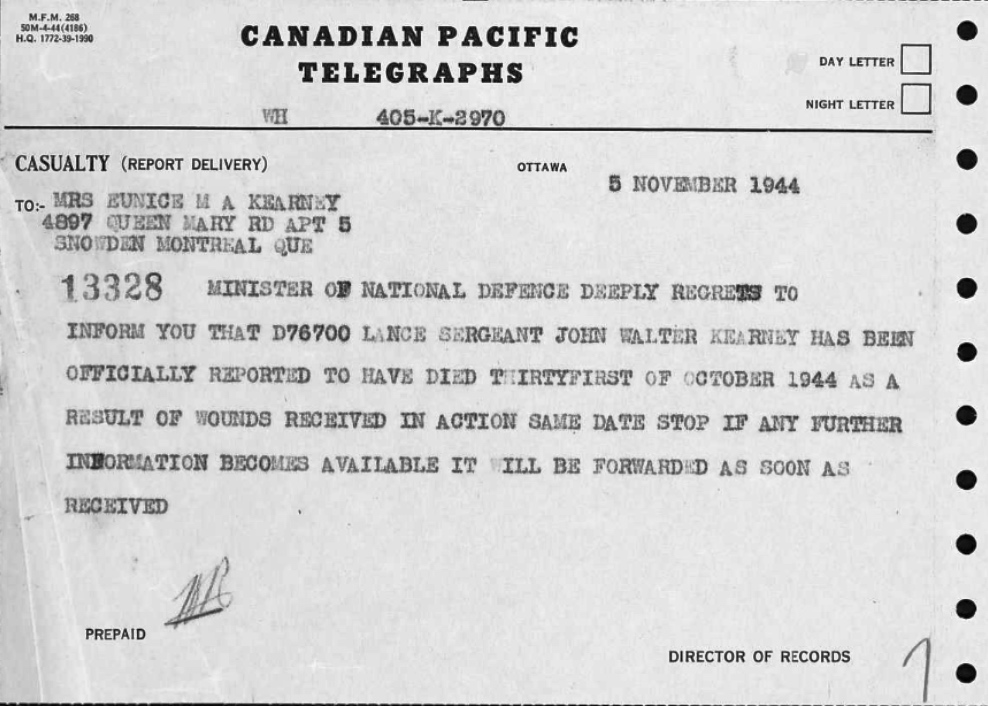 M.F.M. 268
50M-4-44(4186)
H.Q. 1772-39-1990
CANADIAN PACIFIC
TELEGRAPHS
DAY LETTER
NIGHT LETTER
WH 405-K-2970
CASUALTY (REPORT DELIVERY)
OTTAWA
5 NOVEMBER 1944
TO:- MRS EUNICE M A KEARNEY
4897 QUEEN MARY RD APT 5
SNOWDEN MONTREAL QUE
13328 MINISTER OF NATIONAL DEFENCE DEEPLY REGRETS TO
INFORM YOU THAT D76700 LANCE SERGEANT JOHN WALTER KEARNEY HAS BEEN
OFFICIALLY REPORTED TO HAVE DIED THIRTYFIRST OF OCTOBER 1944 AS A
RESULT OF WOUNDS RECEIVED IN ACTION SAME DATE STOP IF ANY FURTHER
INFORMATION BECOMES AVAILABLE IT WILL BE FORWARDED AS SOON AS
RECEIVED
PREPAID
DIRECTOR OF RECORDS